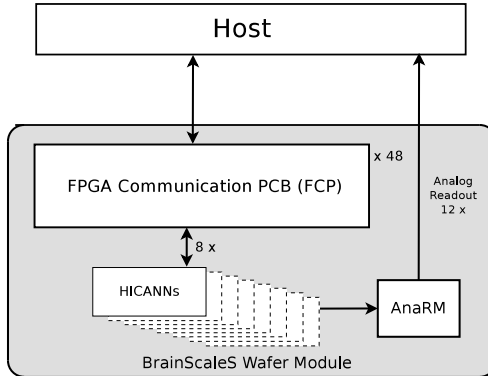 Host
x 48
FPGA Communication PCB (FCP)
Analog
Readout
12 x
8 x
HICANNs
AnaRM
BrainScaleS Wafer Module